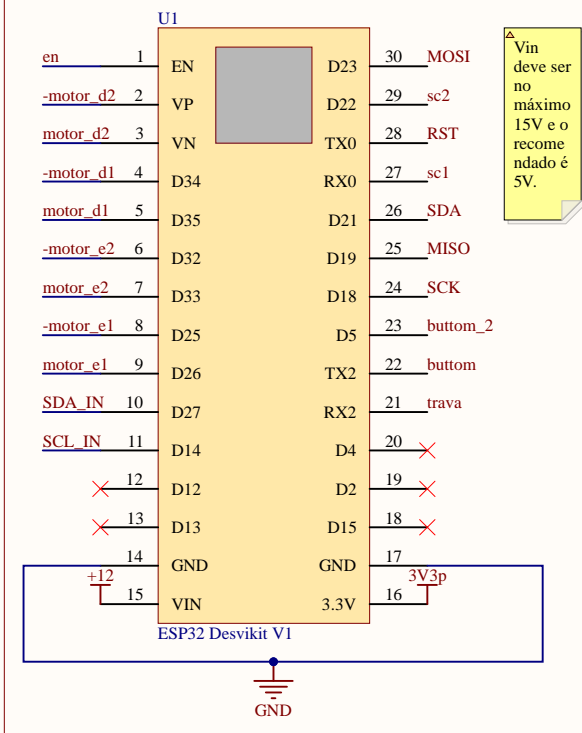 U1
en 1 EN D23 30 MOSI
-motor_d2 2 VP D22 29 sc2
motor_d2 3 VN TX0 28 RST
-motor_d1 4 D34 RX0 27 sc1
motor_d1 5 D35 D21 26 SDA
-motor_e2 6 D32 D19 25 MISO
motor_e2 7 D33 D18 24 SCK
-motor_e1 8 D25 D5 23 buttom_2
motor_e1 9 D26 TX2 22 buttom
SDA_IN 10 D27 RX2 21 trava
SCL_IN 11 D14 D4 20
12 D12 D2 19
13 D13 D15 18
14 GND GND 17
+12 15 VIN 3.3V 16 3V3p
ESP32 Desvikit V1
GND
Vin
deve ser
no
máximo
15V e o
recome
ndado é
5V.